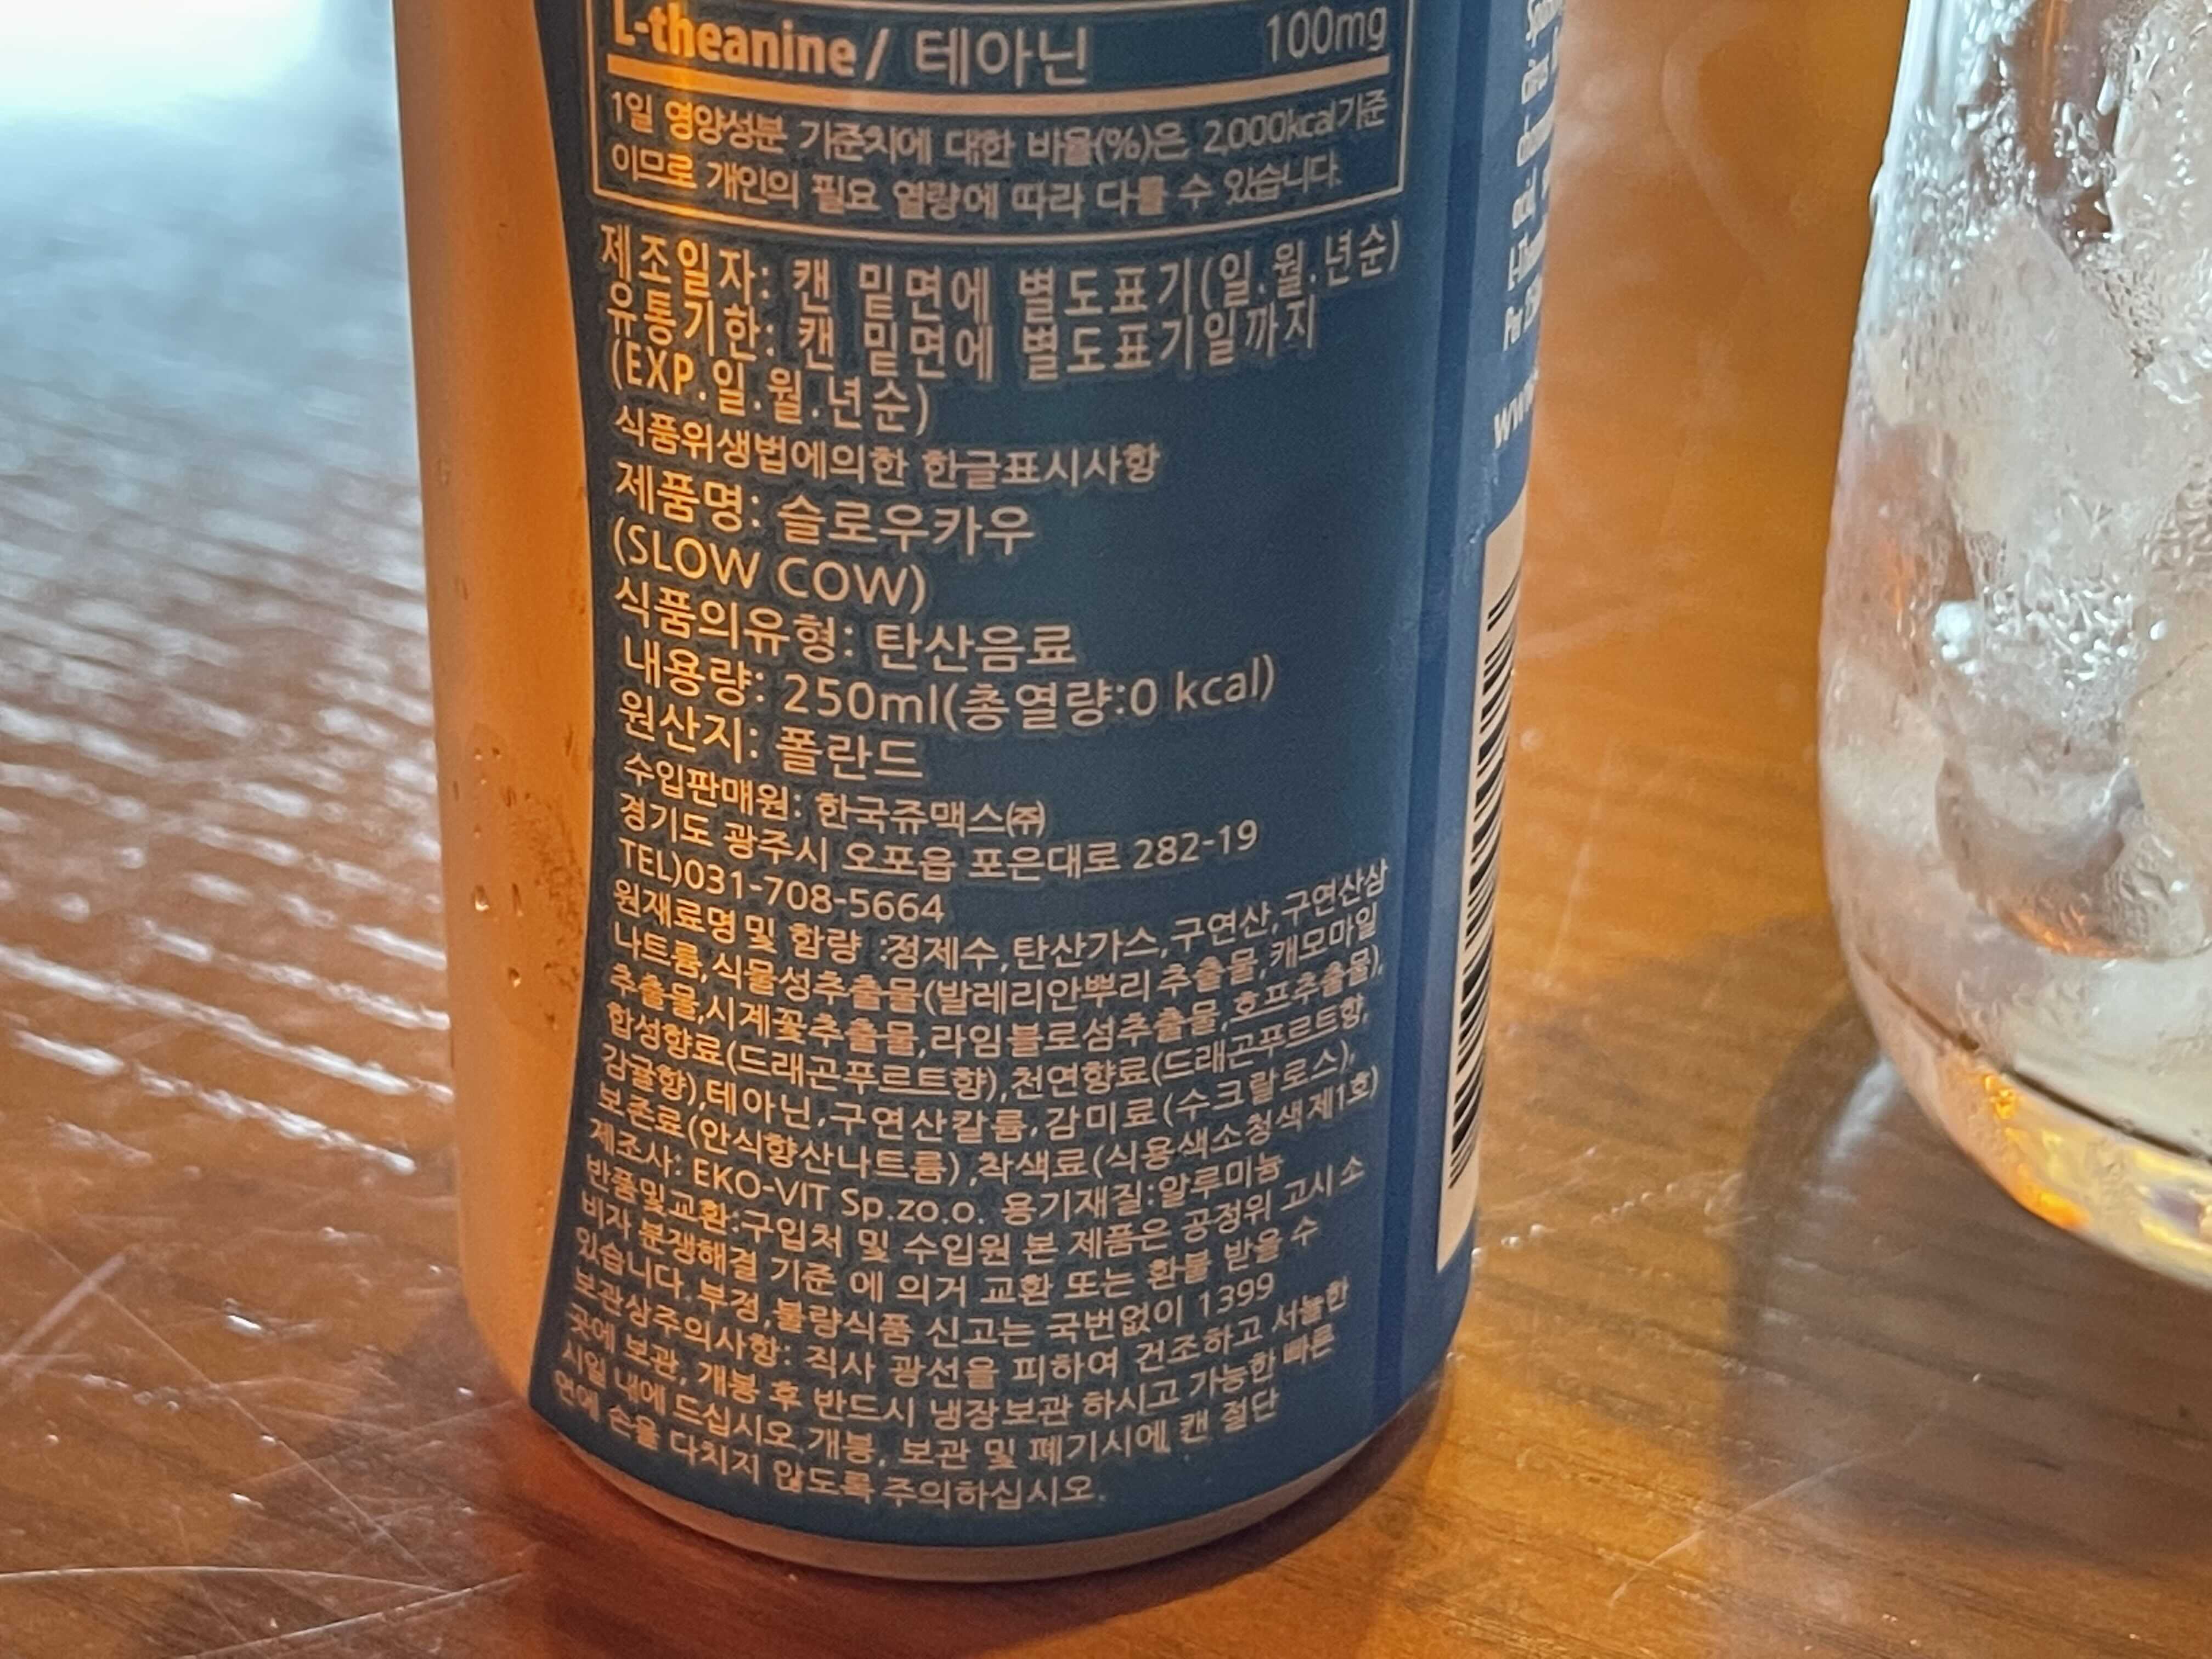 L-theanine / 테아닌 100mg
1일 영양성분 기준치에 대한 비율(%)은 2,000kcal기준
이므로 개인의 필요 열량에 따라 다를 수 있습니다.
제조일자: 캔 밑면에 별도표기(일.월.년순)
유통기한: 캔 밑면에 별도표기일까지
(EXP.일.월.년순)
식품위생법에의한 한글표시사항
제품명: 슬로우카우
(SLOW COW)
식품의유형: 탄산음료
내용량: 250ml(총열량:0 kcal)
원산지: 폴란드
수입판매원: 한국쥬맥스㈜
경기도 광주시 오포읍 포은대로 282-19
TEL)031-708-5664
원재료명 및 함량 :정제수,탄산가스,구연산,구연산삼
나트륨,식물성추출물(발레리안뿌리추출물,캐모마일
추출물,시계꽃추출물,라임블로섬추출물,호프추출물),
합성향료(드래곤푸르트향),천연향료(드래곤푸르트향,
감귤향),테아닌,구연산칼륨,감미료(수크랄로스),
보존료(안식향산나트륨),착색료(식용색소청색제1호)
제조사: EKO-VIT Sp.zo.o. 용기재질:알루미늄
반품및교환:구입처 및 수입원 본 제품은 공정위 고시 소
비자 분쟁해결 기준 에 의거 교환 또는 환불 받을 수
있습니다.부정,불량식품 신고는 국번없이 1399
보관상주의사항: 직사 광선을 피하여 건조하고 서늘한
곳에 보관, 개봉 후 반드시 냉장보관 하시고 가능한 빠른
시일 내에 드십시오.개봉, 보관 및 폐기시에 캔 절단
면에 손을 다치지 않도록 주의하십시오.